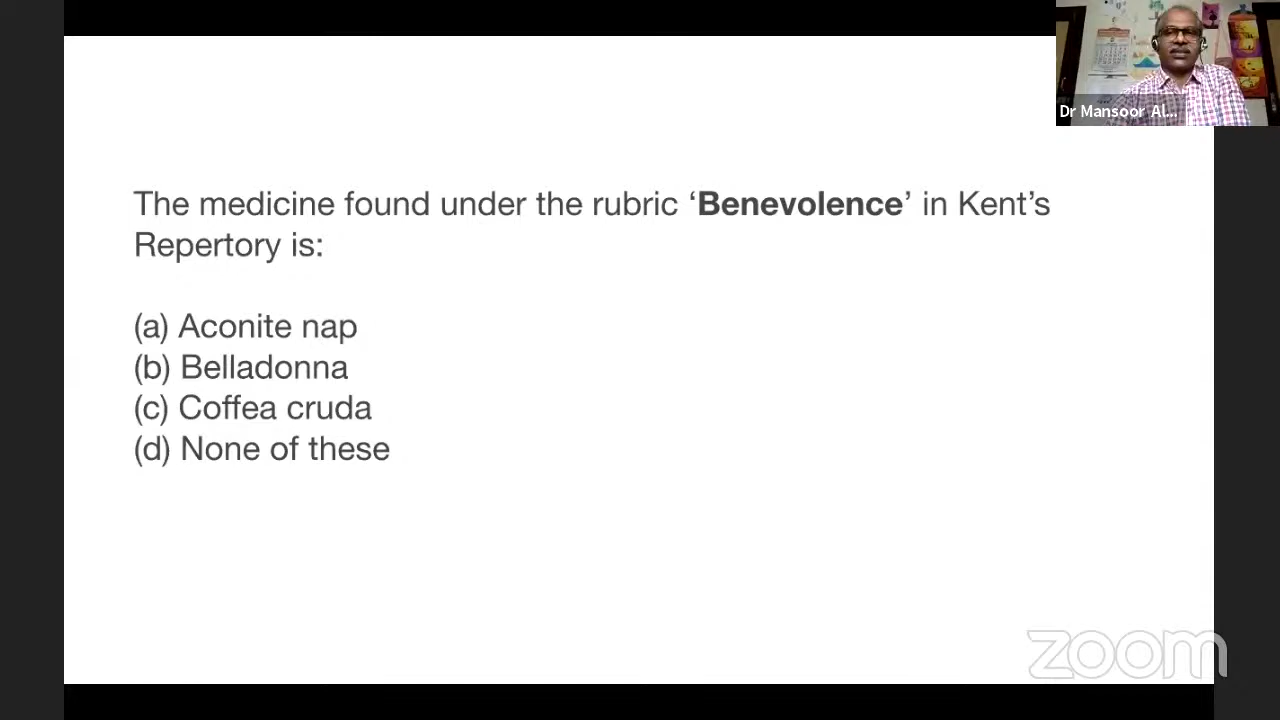 Dr Mansoor Al...
The medicine found under the rubric ‘Benevolence’ in Kent’s
Repertory is:
(a) Aconite nap
(b) Belladonna
(c) Coffea cruda
(d) None of these
zoom